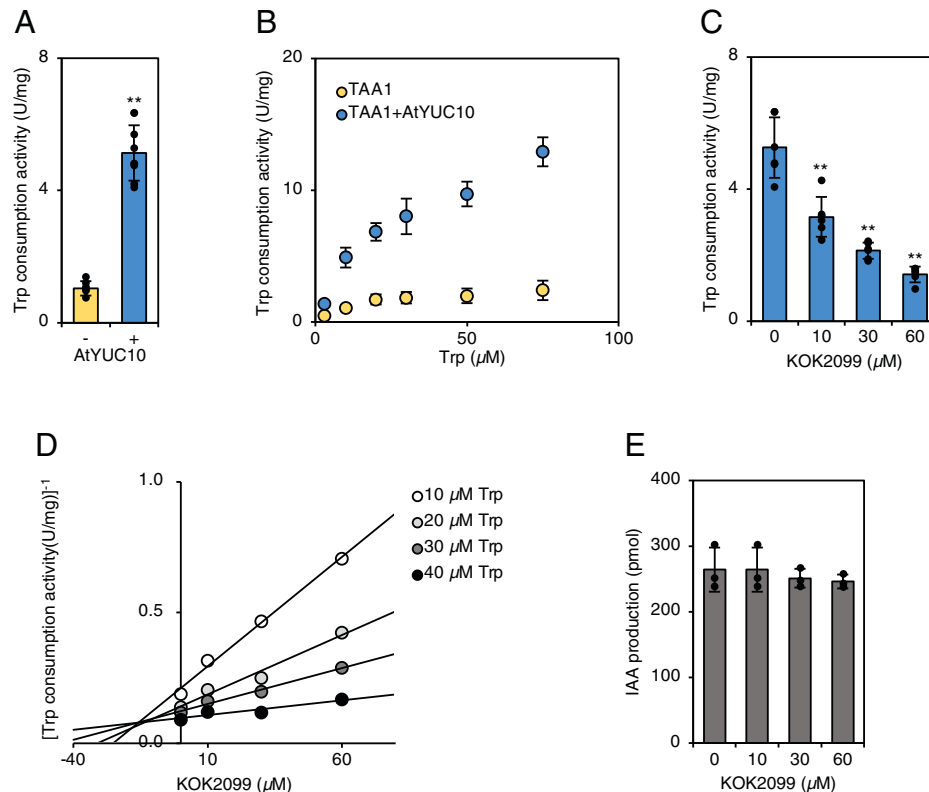 A
Trp consumption activity (U/mg)
8
4
0
**
- +
AtYUC10
B
Trp consumption activity (U/mg)
20
10
0
TAA1
TAA1+AtYUC10
0 50 100
Trp (µM)
C
Trp consumption activity (U/mg)
8
4
0
**
**
**
0 10 30 60
KOK2099 (µM)
D
[Trp consumption activity(U/mg)]-1
1.0
0.5
0.0
10 µM Trp
20 µM Trp
30 µM Trp
40 µM Trp
-40 10 60
KOK2099 (µM)
E
IAA production (pmol)
400
300
200
100
0
0 10 30 60
KOK2099 (µM)